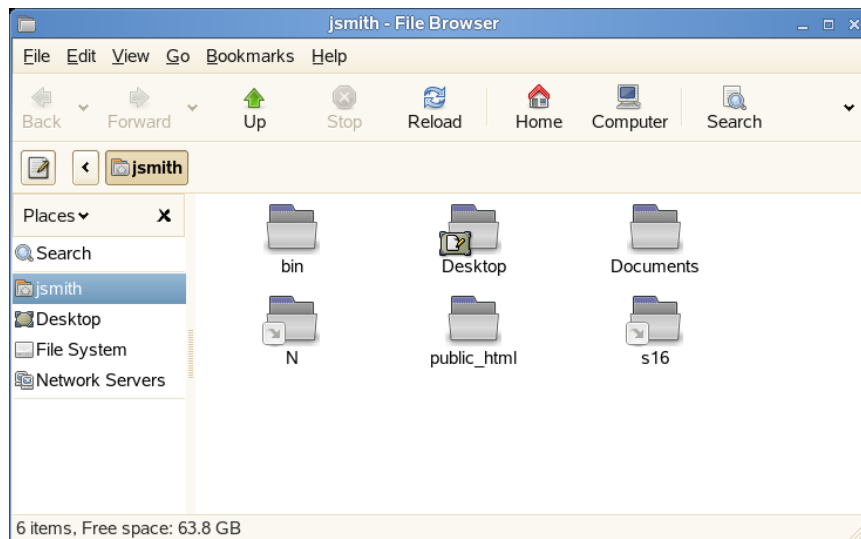 jsmith - File Browser
File Edit View Go Bookmarks Help
Back Forward Up Stop Reload Home Computer Search
jsmith
Places
Search
jsmith
Desktop
File System
Network Servers
bin Desktop Documents
N public_html s16
6 items, Free space: 63.8 GB